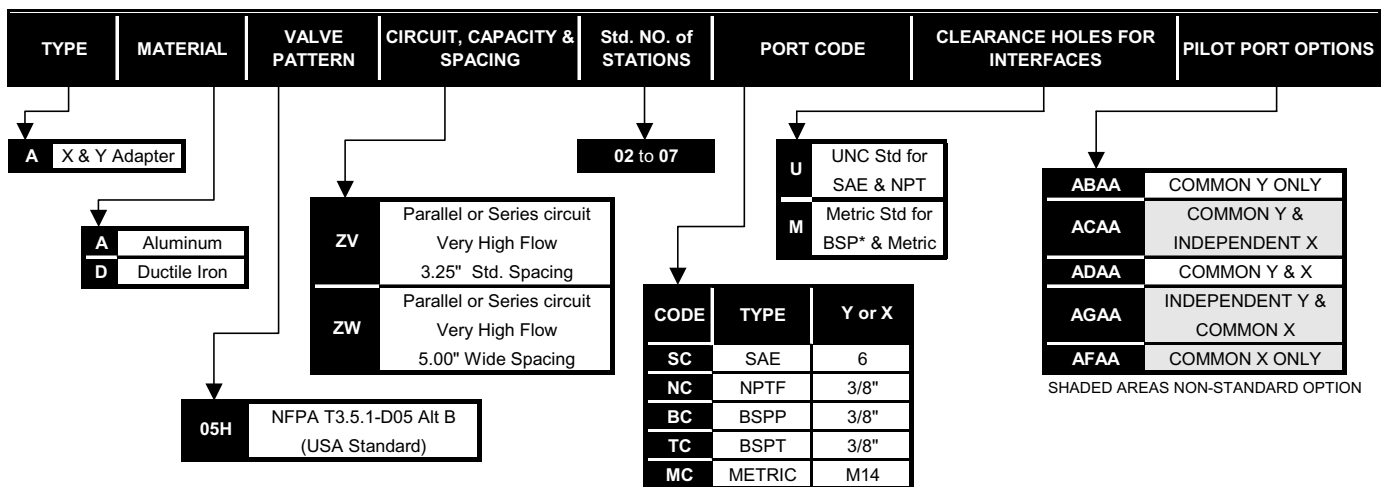 TYPE
MATERIAL
VALVE
PATTERN
CIRCUIT, CAPACITY &
SPACING
Std. NO. of
STATIONS
PORT CODE
CLEARANCE HOLES FOR
INTERFACES
PILOT PORT OPTIONS
A X & Y Adapter
A Aluminum
D Ductile Iron
05H
NFPA T3.5.1-D05 Alt B
(USA Standard)
ZV
Parallel or Series circuit
Very High Flow
3.25" Std. Spacing
ZW
Parallel or Series circuit
Very High Flow
5.00" Wide Spacing
02 to 07
CODE TYPE Y or X
SC SAE 6
NC NPTF 3/8"
BC BSPP 3/8"
TC BSPT 3/8"
MC METRIC M14
U
UNC Std for
SAE & NPT
M
Metric Std for
BSP* & Metric
ABAA COMMON Y ONLY
ACAA
COMMON Y &
INDEPENDENT X
ADAA COMMON Y & X
AGAA
INDEPENDENT Y &
COMMON X
AFAA COMMON X ONLY
SHADED AREAS NON-STANDARD OPTION